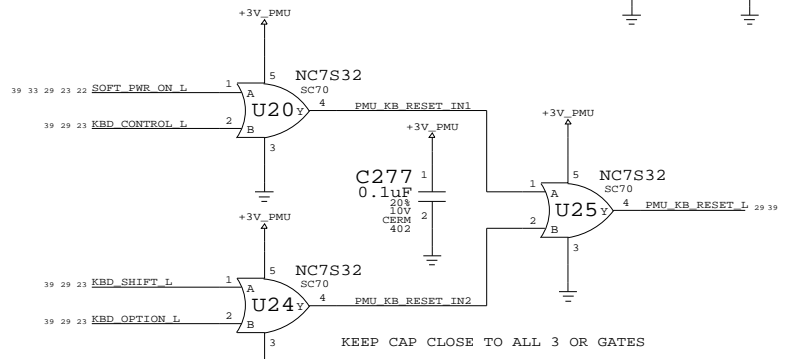 +3V_PMU
5
NC7S32
SC70
39 33 29 23 22 SOFT_PWR_ON_L
1
A
U20
Y
4
PMU_KB_RESET_IN1
39 29 23 KBD_CONTROL_L
2
B
3
+3V_PMU
C277
0.1uF
20%
10V
CERM
402
1
2
+3V_PMU
5
NC7S32
SC70
1
A
U25
Y
4
PMU_KB_RESET_L 29 39
2
B
3
+3V_PMU
5
NC7S32
SC70
39 29 23 KBD_SHIFT_L
1
A
U24
Y
4
PMU_KB_RESET_IN2
39 29 23 KBD_OPTION_L
2
B
3
KEEP CAP CLOSE TO ALL 3 OR GATES